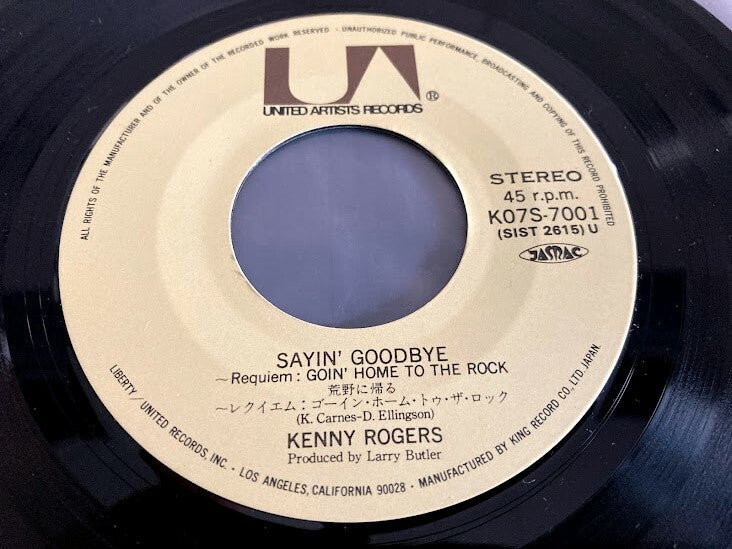 ALL RIGHTS OF THE MANUFACTURER AND OF THE OWNER OF THE RECORDED WORK RESERVED - UNAUTHORIZED PUBLIC PERFORMANCE, BROADCASTING AND COPYING OF THIS RECORD PROHIBITED
UA
UNITED ARTISTS RECORDS ®
STEREO
45 r.p.m.
K07S-7001
(SIST 2615) U
JASRAC
SAYIN' GOODBYE
~Requiem : GOIN' HOME TO THE ROCK
荒野に帰る
~レクイエム:ゴーイン・ホーム・トゥ・ザ・ロック
(K. Carnes-D. Ellingson)
KENNY ROGERS
Produced by Larry Butler
LIBERTY / UNITED RECORDS, INC. · LOS ANGELES, CALIFORNIA 90028 · MANUFACTURED BY KING RECORD CO., LTD. JAPAN.